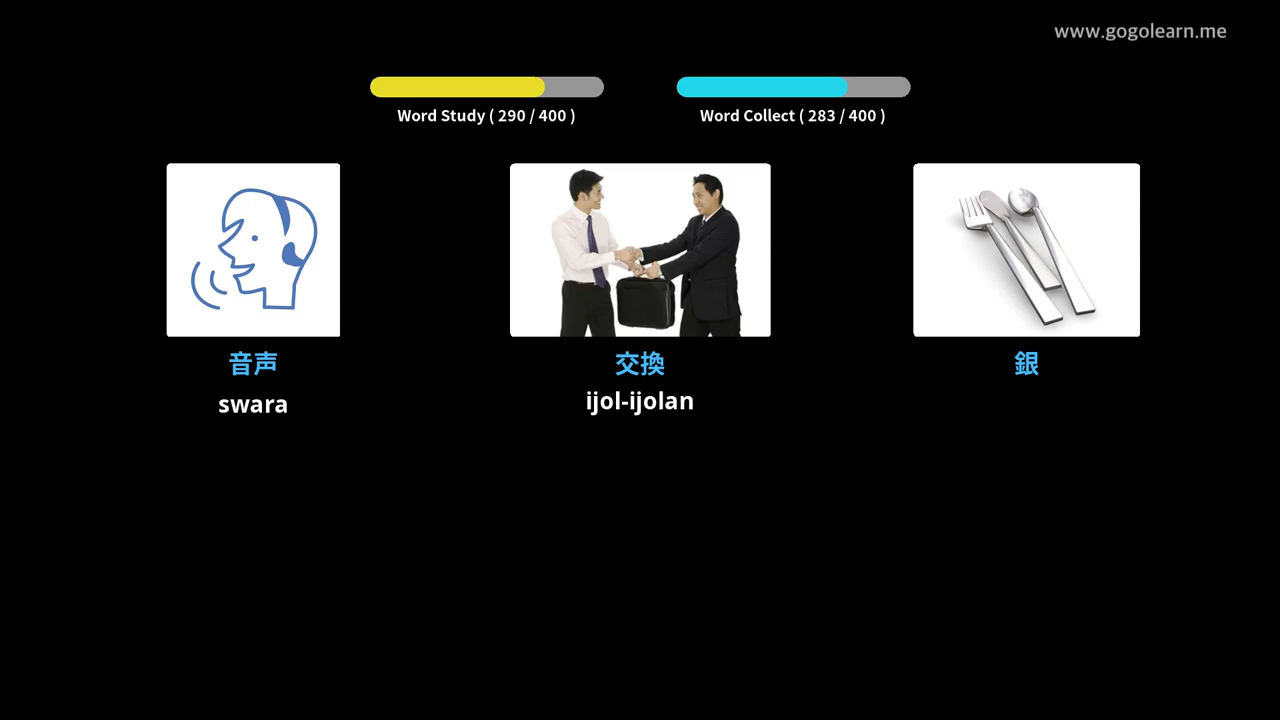 www.gogolearn.me
Word Study ( 290 / 400 )
Word Collect ( 283 / 400 )
音声
交換
銀
swara
ijol-ijolan